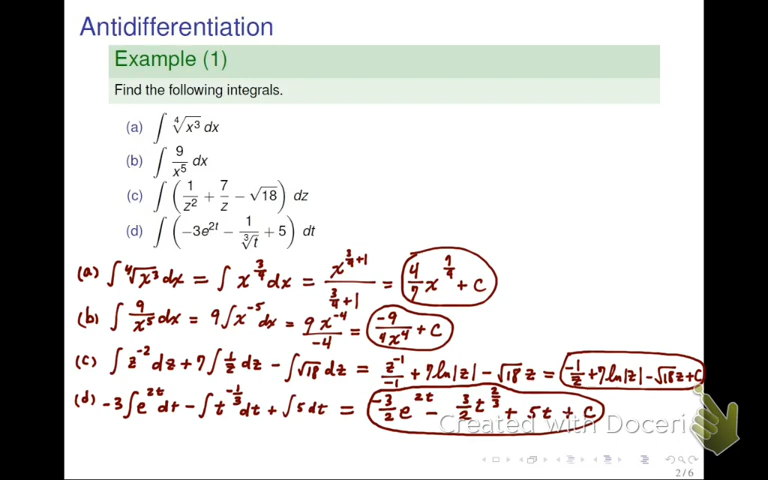 Antidifferentiation
Example (1)
Find the following integrals.
(a) ∫ ∜x³ dx
(b) ∫ 9/x⁵ dx
(c) ∫ (1/z² + 7/z − √18) dz
(d) ∫ (−3e^{2t} − 1/∛t + 5) dt
(a) ∫ ∜x³ dx = ∫ x^{3/4} dx = x^{3/4+1}/(3/4+1) = 4/7 x^{7/4} + C
(b) ∫ 9/x⁵ dx = 9∫x⁻⁵ dx = 9x⁻⁴/−4 = −9/4x⁴ + C
(c) ∫ z⁻² dz + 7∫ 1/z dz − ∫√18 dz = z⁻¹/−1 + 7 ln|z| − √18 z = −1/z + 7 ln|z| − √18 z + C
(d) −3∫e^{2t} dt − ∫t^{−1/3} dt + ∫5 dt = −3/2 e^{2t} − 3/2 t^{2/3} + 5t + C
Created with Doceri
2/6